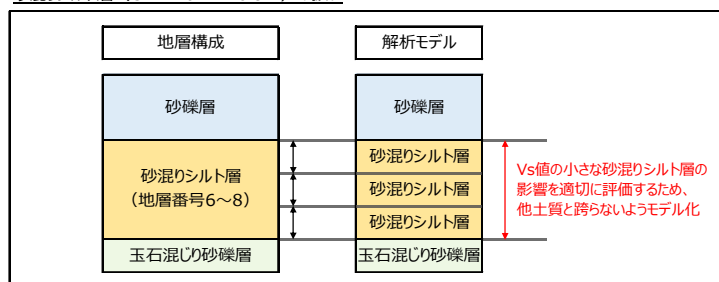 地層構成
解析モデル
砂礫層
砂礫層
砂混りシルト層
(地層番号6~8)
砂混りシルト層
砂混りシルト層
砂混りシルト層
Vs値の小さな砂混りシルト層の
影響を適切に評価するため、
他土質と跨らないようモデル化
玉石混じり砂礫層
玉石混じり砂礫層